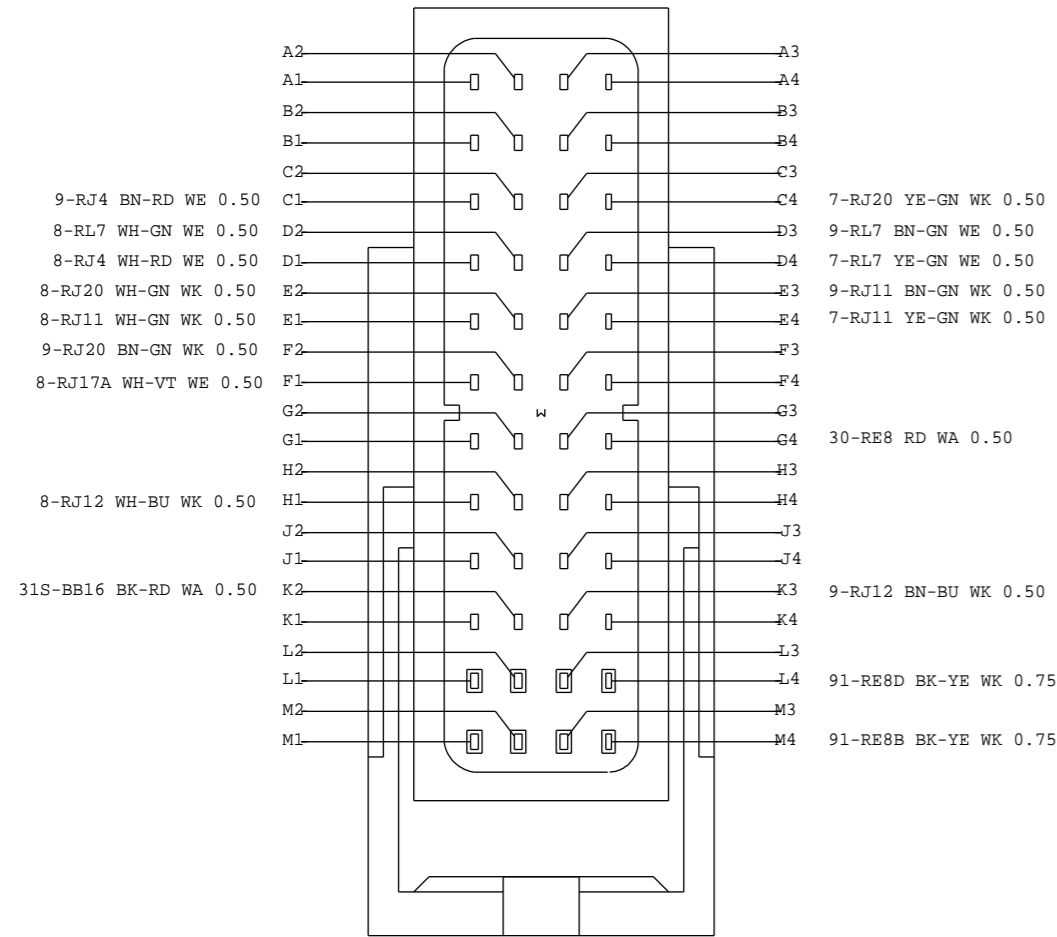 A2 A3
A1 A4
B2 B3
B1 B4
C2 C3
9-RJ4 BN-RD WE 0.50 C1 C4 7-RJ20 YE-GN WK 0.50
8-RL7 WH-GN WE 0.50 D2 D3 9-RL7 BN-GN WE 0.50
8-RJ4 WH-RD WE 0.50 D1 D4 7-RL7 YE-GN WE 0.50
8-RJ20 WH-GN WK 0.50 E2 E3 9-RJ11 BN-GN WK 0.50
8-RJ11 WH-GN WK 0.50 E1 E4 7-RJ11 YE-GN WK 0.50
9-RJ20 BN-GN WK 0.50 F2 F3
8-RJ17A WH-VT WE 0.50 F1 F4
G2 W G3
G1 G4 30-RE8 RD WA 0.50
H2 H3
8-RJ12 WH-BU WK 0.50 H1 H4
J2 J3
J1 J4
31S-BB16 BK-RD WA 0.50 K2 K3 9-RJ12 BN-BU WK 0.50
K1 K4
L2 L3
L1 L4 91-RE8D BK-YE WK 0.75
M2 M3
M1 M4 91-RE8B BK-YE WK 0.75